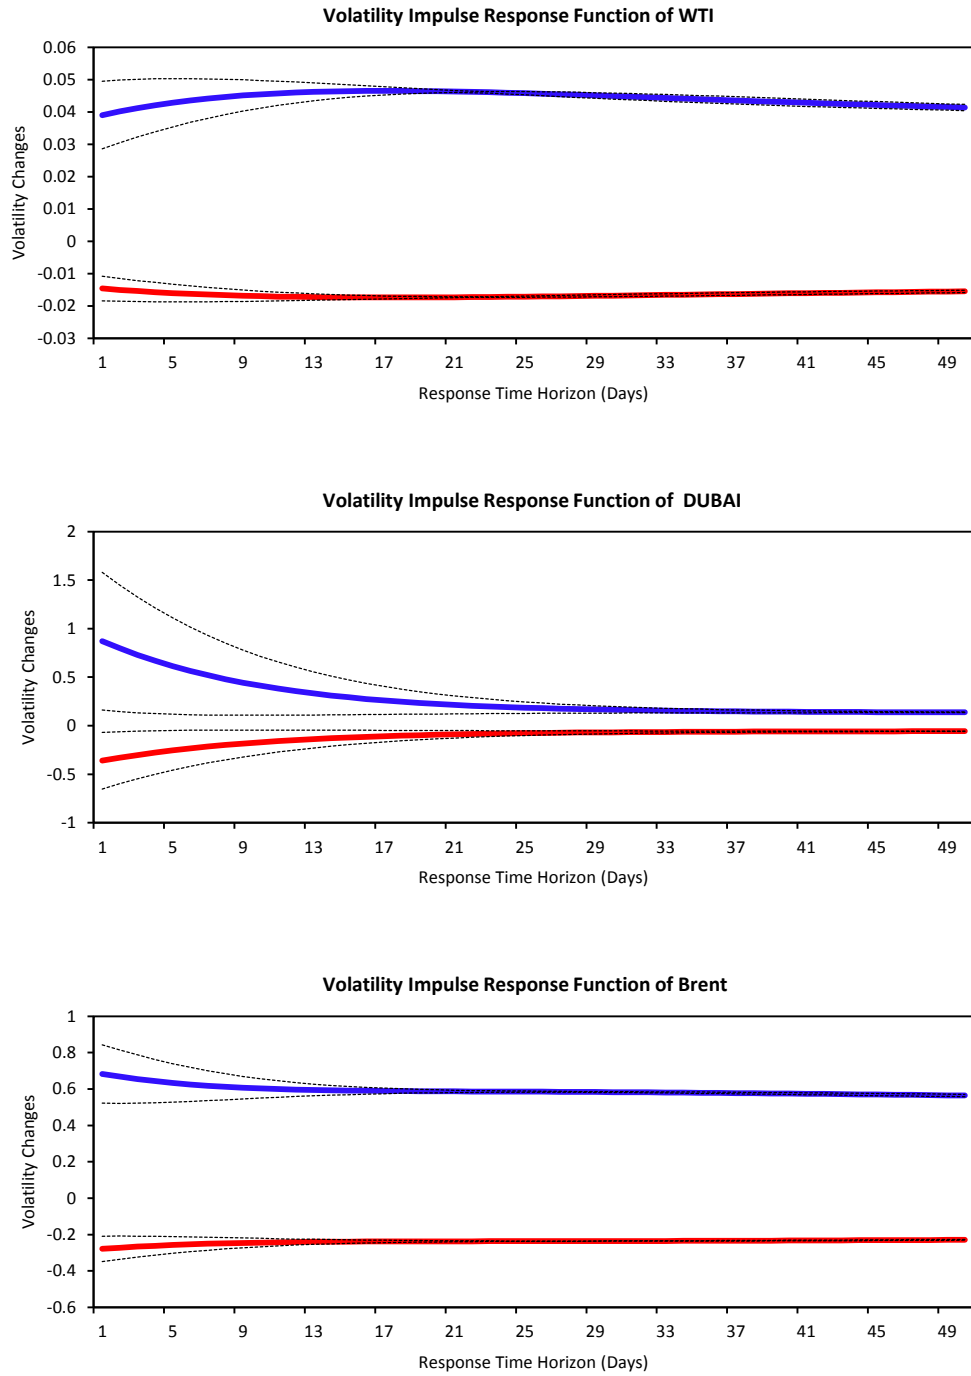 Volatility Impulse Response Function of WTI
0.06
0.05
0.04
0.03
0.02
0.01
0
-0.01
-0.02
-0.03
Volatility Changes
1 5 9 13 17 21 25 29 33 37 41 45 49
Response Time Horizon (Days)
Volatility Impulse Response Function of DUBAI
2
1.5
1
0.5
0
-0.5
-1
Volatility Changes
1 5 9 13 17 21 25 29 33 37 41 45 49
Response Time Horizon (Days)
Volatility Impulse Response Function of Brent
1
0.8
0.6
0.4
0.2
0
-0.2
-0.4
-0.6
Volatility Changes
1 5 9 13 17 21 25 29 33 37 41 45 49
Response Time Horizon (Days)